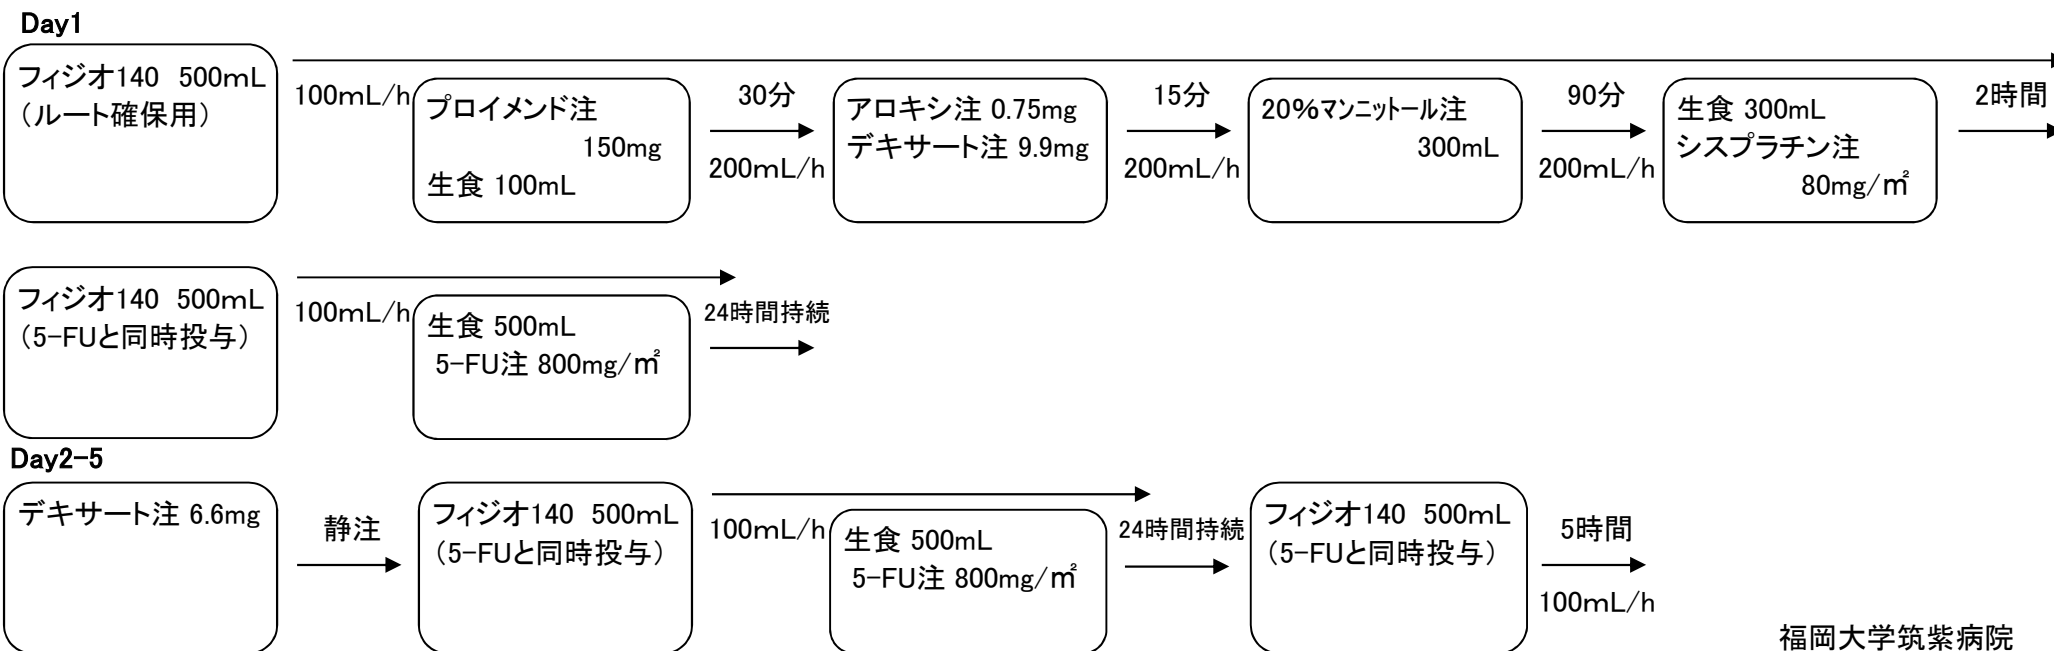 Day1
フィジオ140 500mL
（ルート確保用）
100mL/h
プロイメンド注
150mg
生食 100mL
30分
200mL/h
アロキシ注 0.75mg
デキサート注 9.9mg
15分
200mL/h
20%マンニットール注
300mL
90分
200mL/h
生食 300mL
シスプラチン注
80mg/㎡
2時間
フィジオ140 500mL
（5-FUと同時投与）
100mL/h
生食 500mL
5-FU注 800mg/㎡
24時間持続
Day2-5
デキサート注 6.6mg
静注
フィジオ140 500mL
（5-FUと同時投与）
100mL/h
生食 500mL
5-FU注 800mg/㎡
24時間持続
フィジオ140 500mL
（5-FUと同時投与）
5時間
100mL/h
福岡大学筑紫病院